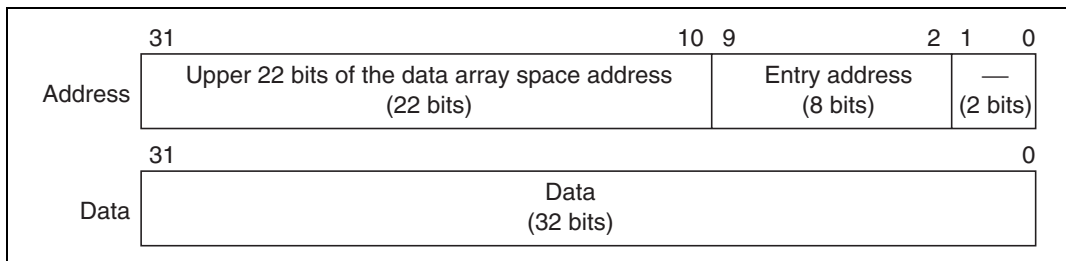 31 10 9 2 1 0
Address Upper 22 bits of the data array space address Entry address —
(22 bits) (8 bits) (2 bits)
31 0
Data Data
(32 bits)